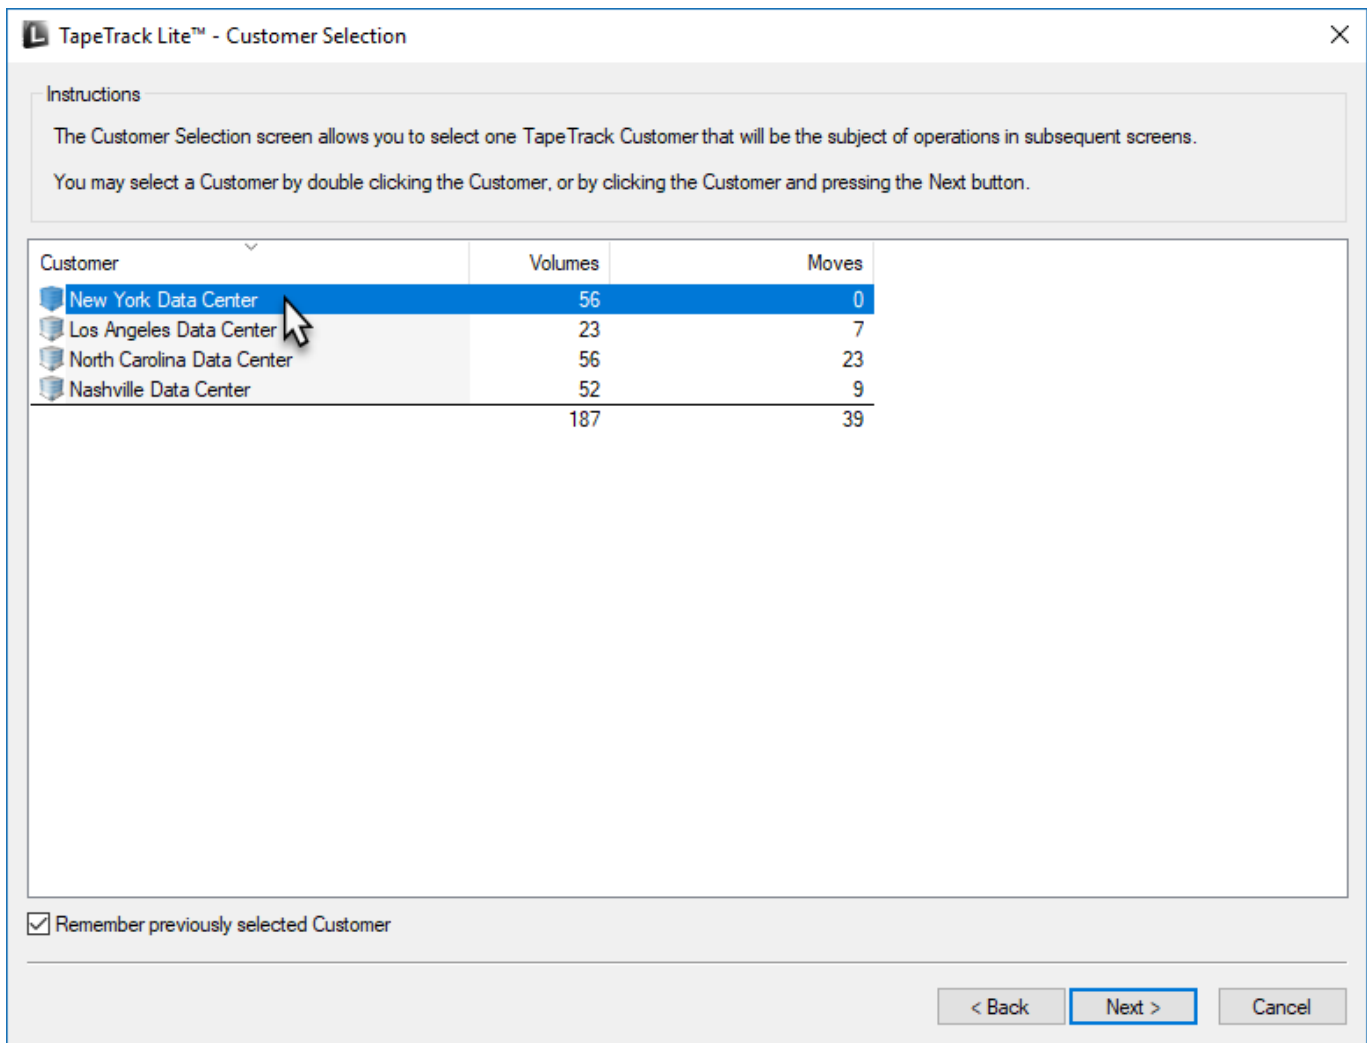 L TapeTrack Lite™ - Customer Selection
Instructions
The Customer Selection screen allows you to select one TapeTrack Customer that will be the subject of operations in subsequent screens.
You may select a Customer by double clicking the Customer, or by clicking the Customer and pressing the Next button.
Customer Volumes Moves
New York Data Center 56 0
Los Angeles Data Center 23 7
North Carolina Data Center 56 23
Nashville Data Center 52 9
187 39
Remember previously selected Customer
< Back Next > Cancel